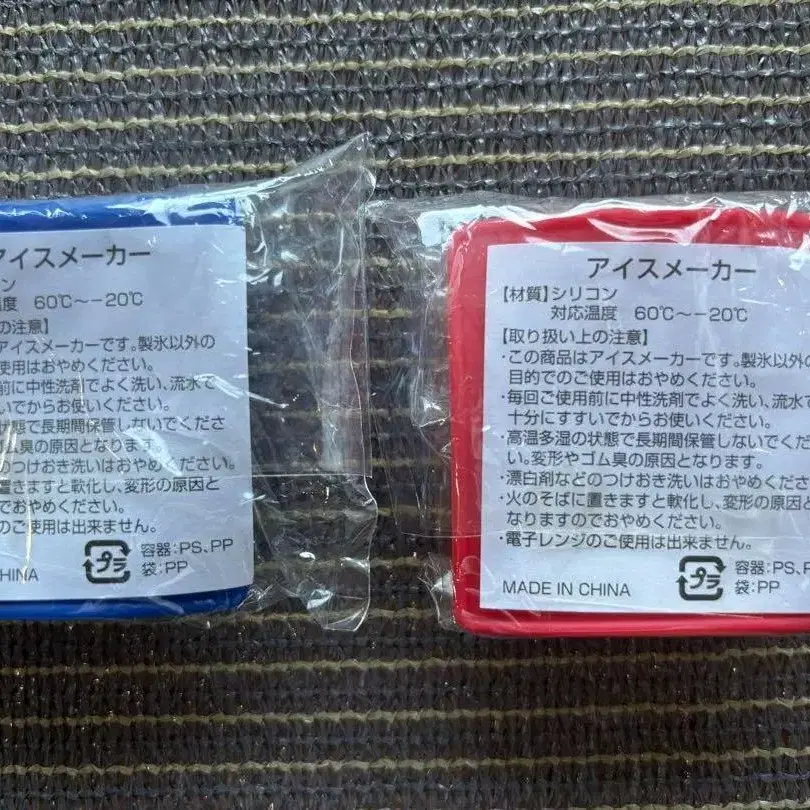 アイスメーカー
ン
度 60℃〜−20℃
の注意】
アイスメーカーです。製氷以外の
使用はおやめください。
前に中性洗剤でよく洗い、流水で
いでからお使いください。
の状態で長期間保管しないでくださ
ゴム臭の原因となります。
のつけおき洗いはおやめください。
置きますと軟化し、変形の原因と
でおやめください。
のご使用は出来ません。
プラ
容器:PS、PP
袋:PP
CHINA
アイスメーカー
【材質】シリコン
対応温度 60℃〜−20℃
【取り扱い上の注意】
・この商品はアイスメーカーです。製氷以外の
目的でのご使用はおやめください。
・毎回ご使用前に中性洗剤でよく洗い、流水で
十分にすすいでからお使いください。
・高温多湿の状態で長期間保管しないでくだ
い。変形やゴム臭の原因となります。
・漂白剤などのつけおき洗いはおやめくださ
・火のそばに置きますと軟化し、変形の原因
なりますのでおやめください。
・電子レンジのご使用は出来ません。
MADE IN CHINA
プラ
容器:PS、P
袋:PP